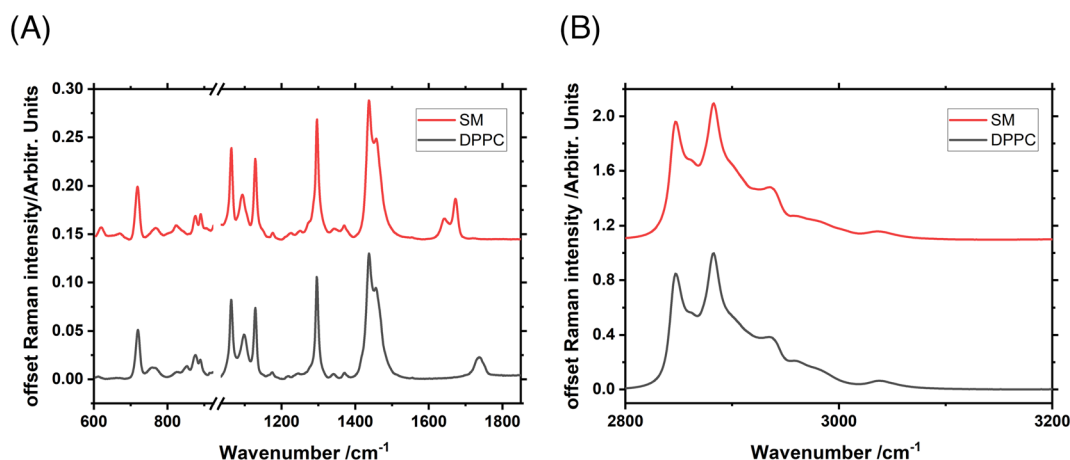 (A)
(B)
offset Raman intensity/Arbitr. Units
0.30
0.25
0.20
0.15
0.10
0.05
0.00
SM
DPPC
600
800
1200
1400
1600
1800
Wavenumber /cm-1
offset Raman intensity /Arbitr. Units
2.0
1.6
1.2
0.8
0.4
0.0
SM
DPPC
2800
3000
3200
Wavenumber /cm-1